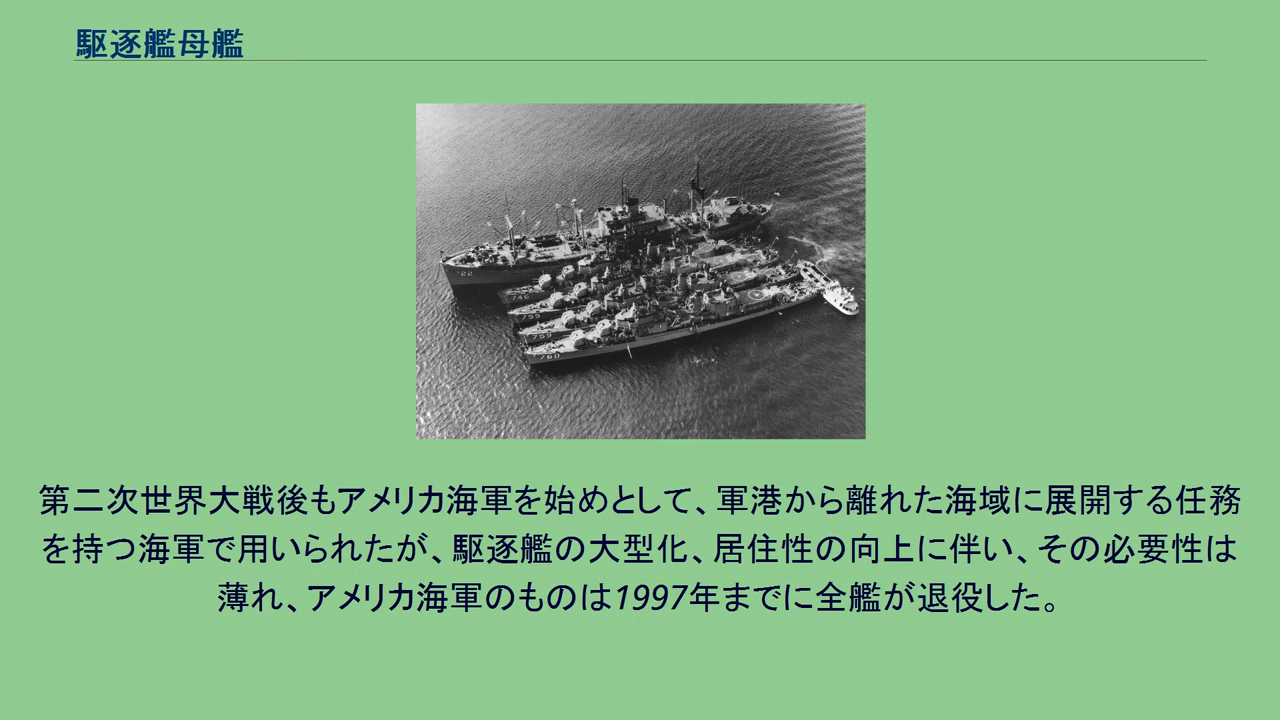 駆逐艦母艦
22
746
755
759
760
第二次世界大戦後もアメリカ海軍を始めとして、軍港から離れた海域に展開する任務
を持つ海軍で用いられたが、駆逐艦の大型化、居住性の向上に伴い、その必要性は
薄れ、アメリカ海軍のものは1997年までに全艦が退役した。